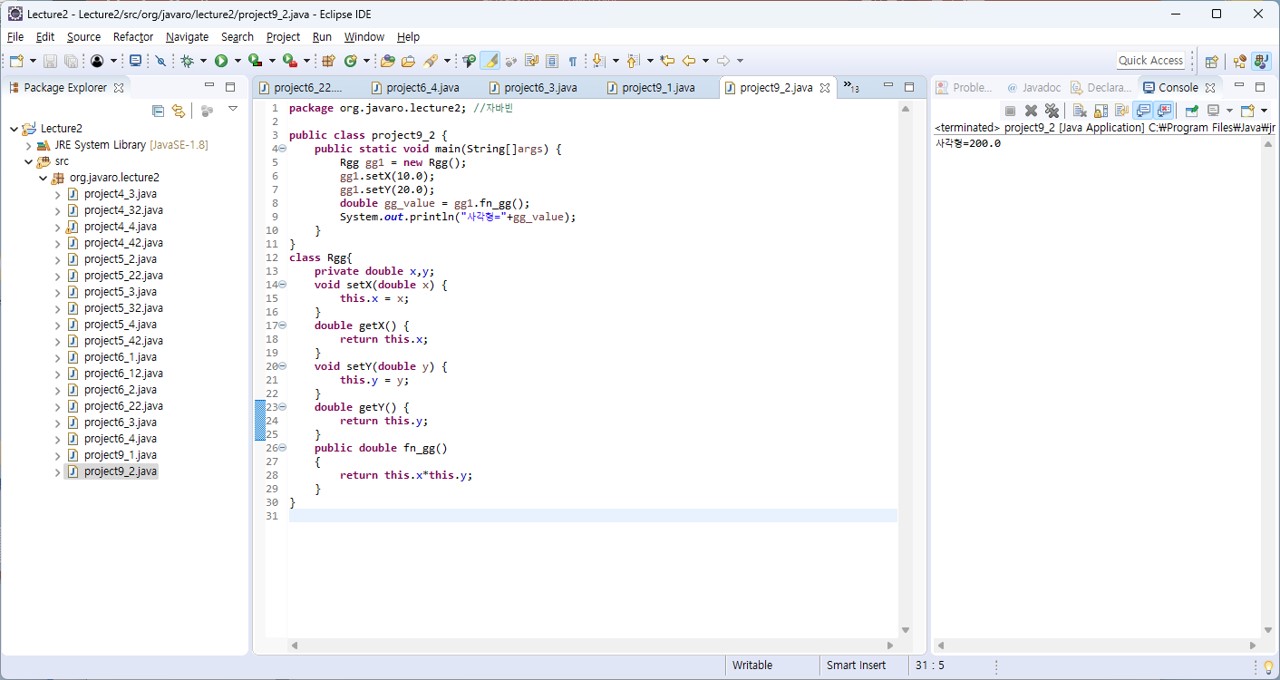 Lecture2 - Lecture2/src/org/javaro/lecture2/project9_2.java - Eclipse IDE
File Edit Source Refactor Navigate Search Project Run Window Help
Quick Access
Package Explorer
Lecture2
JRE System Library [JavaSE-1.8]
src
org.javaro.lecture2
project4_3.java
project4_32.java
project4_4.java
project4_42.java
project5_2.java
project5_22.java
project5_3.java
project5_32.java
project5_4.java
project5_42.java
project6_1.java
project6_12.java
project6_2.java
project6_22.java
project6_3.java
project6_4.java
project9_1.java
project9_2.java
project6_22.... project6_4.java project6_3.java project9_1.java project9_2.java »13
1 package org.javaro.lecture2; //자바빈
2
3 public class project9_2 {
4 public static void main(String[]args) {
5 Rgg gg1 = new Rgg();
6 gg1.setX(10.0);
7 gg1.setY(20.0);
8 double gg_value = gg1.fn_gg();
9 System.out.println("사각형="+gg_value);
10 }
11 }
12 class Rgg{
13 private double x,y;
14 void setX(double x) {
15 this.x = x;
16 }
17 double getX() {
18 return this.x;
19 }
20 void setY(double y) {
21 this.y = y;
22 }
23 double getY() {
24 return this.y;
25 }
26 public double fn_gg()
27 {
28 return this.x*this.y;
29 }
30 }
31
Proble... Javadoc Declara... Console
<terminated> project9_2 [Java Application] C:₩Program Files₩Java₩jr
사각형=200.0
Writable Smart Insert 31 : 5